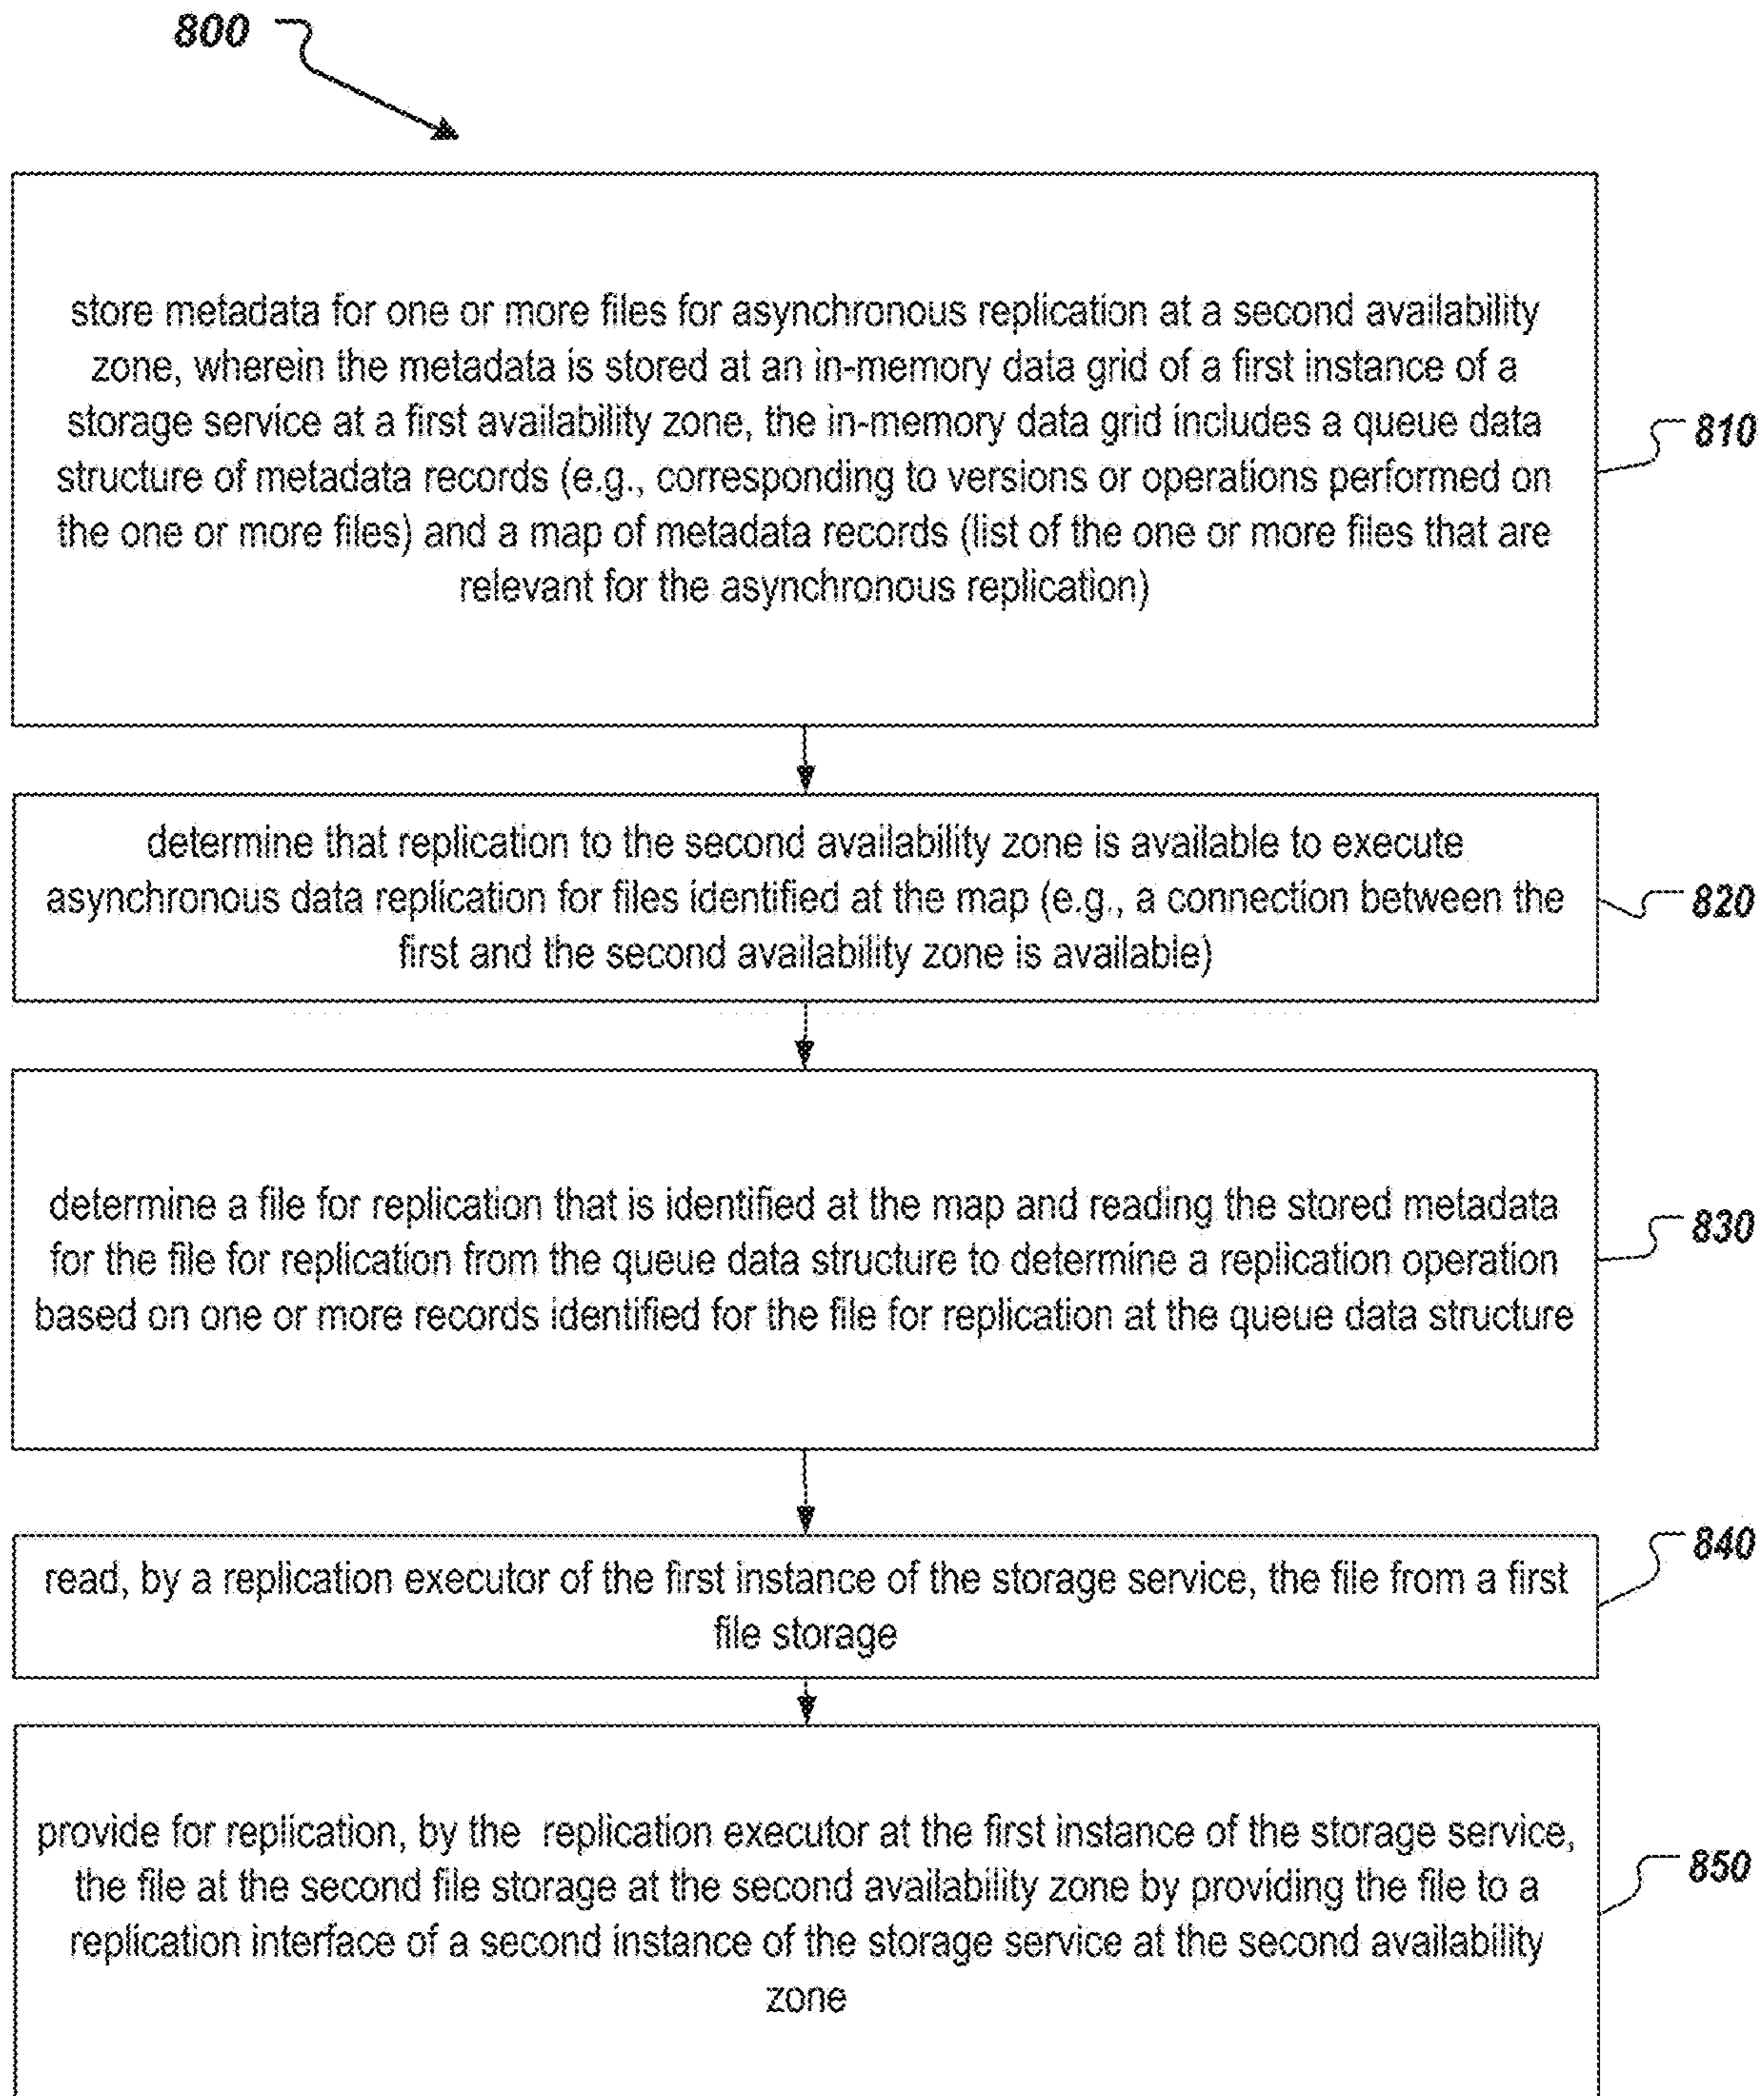 800
store metadata for one or more files for asynchronous replication at a second availability
zone, wherein the metadata is stored at an in-memory data grid of a first instance of a
storage service at a first availability zone, the in-memory data grid includes a queue data
structure of metadata records (e.g., corresponding to versions or operations performed on
the one or more files) and a map of metadata records (list of the one or more files that are
relevant for the asynchronous replication)
810
determine that replication to the second availability zone is available to execute
asynchronous data replication for files identified at the map (e.g., a connection between the
first and the second availability zone is available)
820
determine a file for replication that is identified at the map and reading the stored metadata
for the file for replication from the queue data structure to determine a replication operation
based on one or more records identified for the file for replication at the queue data structure
830
read, by a replication executor of the first instance of the storage service, the file from a first
file storage
840
provide for replication, by the replication executor at the first instance of the storage service,
the file at the second file storage at the second availability zone by providing the file to a
replication interface of a second instance of the storage service at the second availability
zone
850